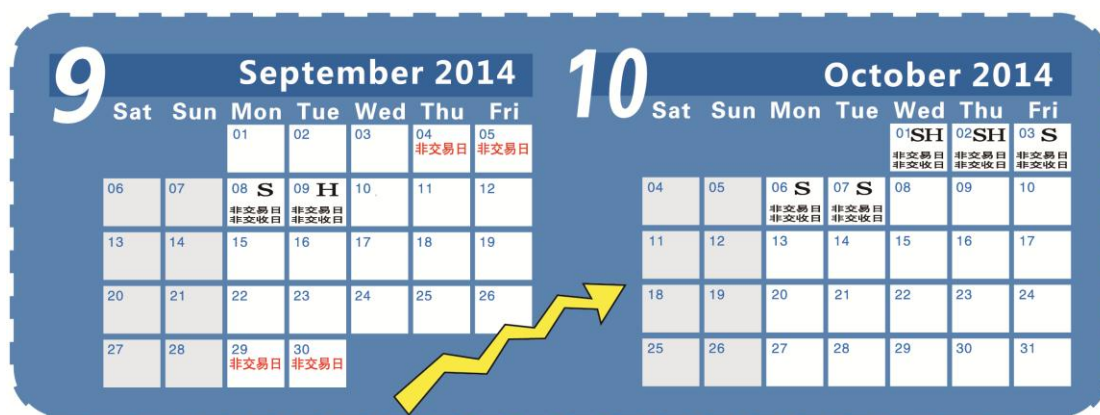 9
September 2014
Sat Sun Mon Tue Wed Thu Fri
01 02 03 04 05
非交易日 非交易日
06 07 08 S 09 H 10 11 12
非交易日 非交易日
非交收日 非交收日
13 14 15 16 17 18 19
20 21 22 23 24 25 26
27 28 29 30
非交易日 非交易日
10
October 2014
Sat Sun Mon Tue Wed Thu Fri
01 SH 02 SH 03 S
非交易日 非交易日 非交易日
非交收日 非交收日 非交收日
04 05 06 S 07 S 08 09 10
非交易日 非交易日
非交收日 非交收日
11 12 13 14 15 16 17
18 19 20 21 22 23 24
25 26 27 28 29 30 31